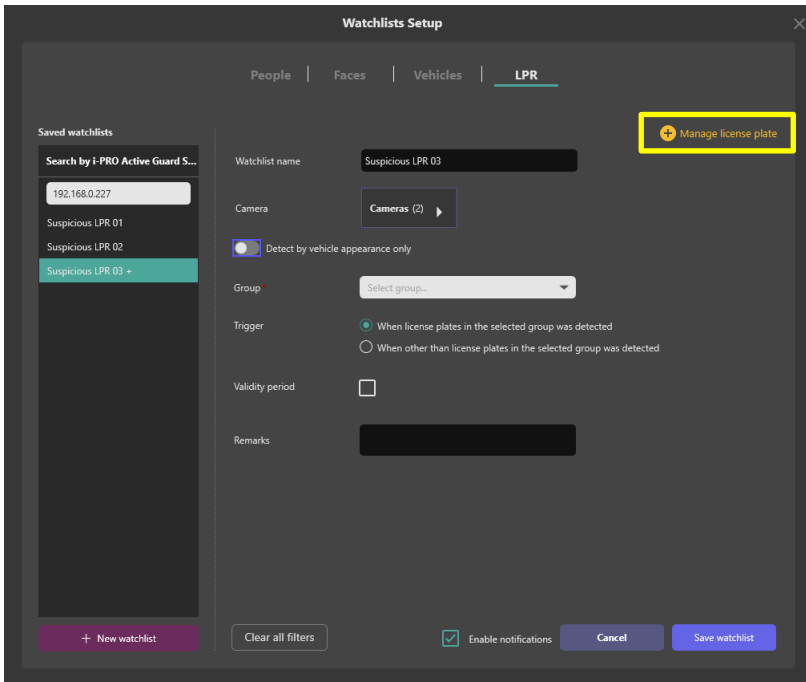 Watchlists Setup
People | Faces | Vehicles | LPR
Saved watchlists
Manage license plate
Search by i-PRO Active Guard S...
192.168.0.227
Suspicious LPR 01
Suspicious LPR 02
Suspicious LPR 03 +
Watchlist name
Suspicious LPR 03
Camera
Cameras (2)
Detect by vehicle appearance only
Group*
Select group...
Trigger
When license plates in the selected group was detected
When other than license plates in the selected group was detected
Validity period
Remarks
+ New watchlist
Clear all filters
Enable notifications
Cancel
Save watchlist